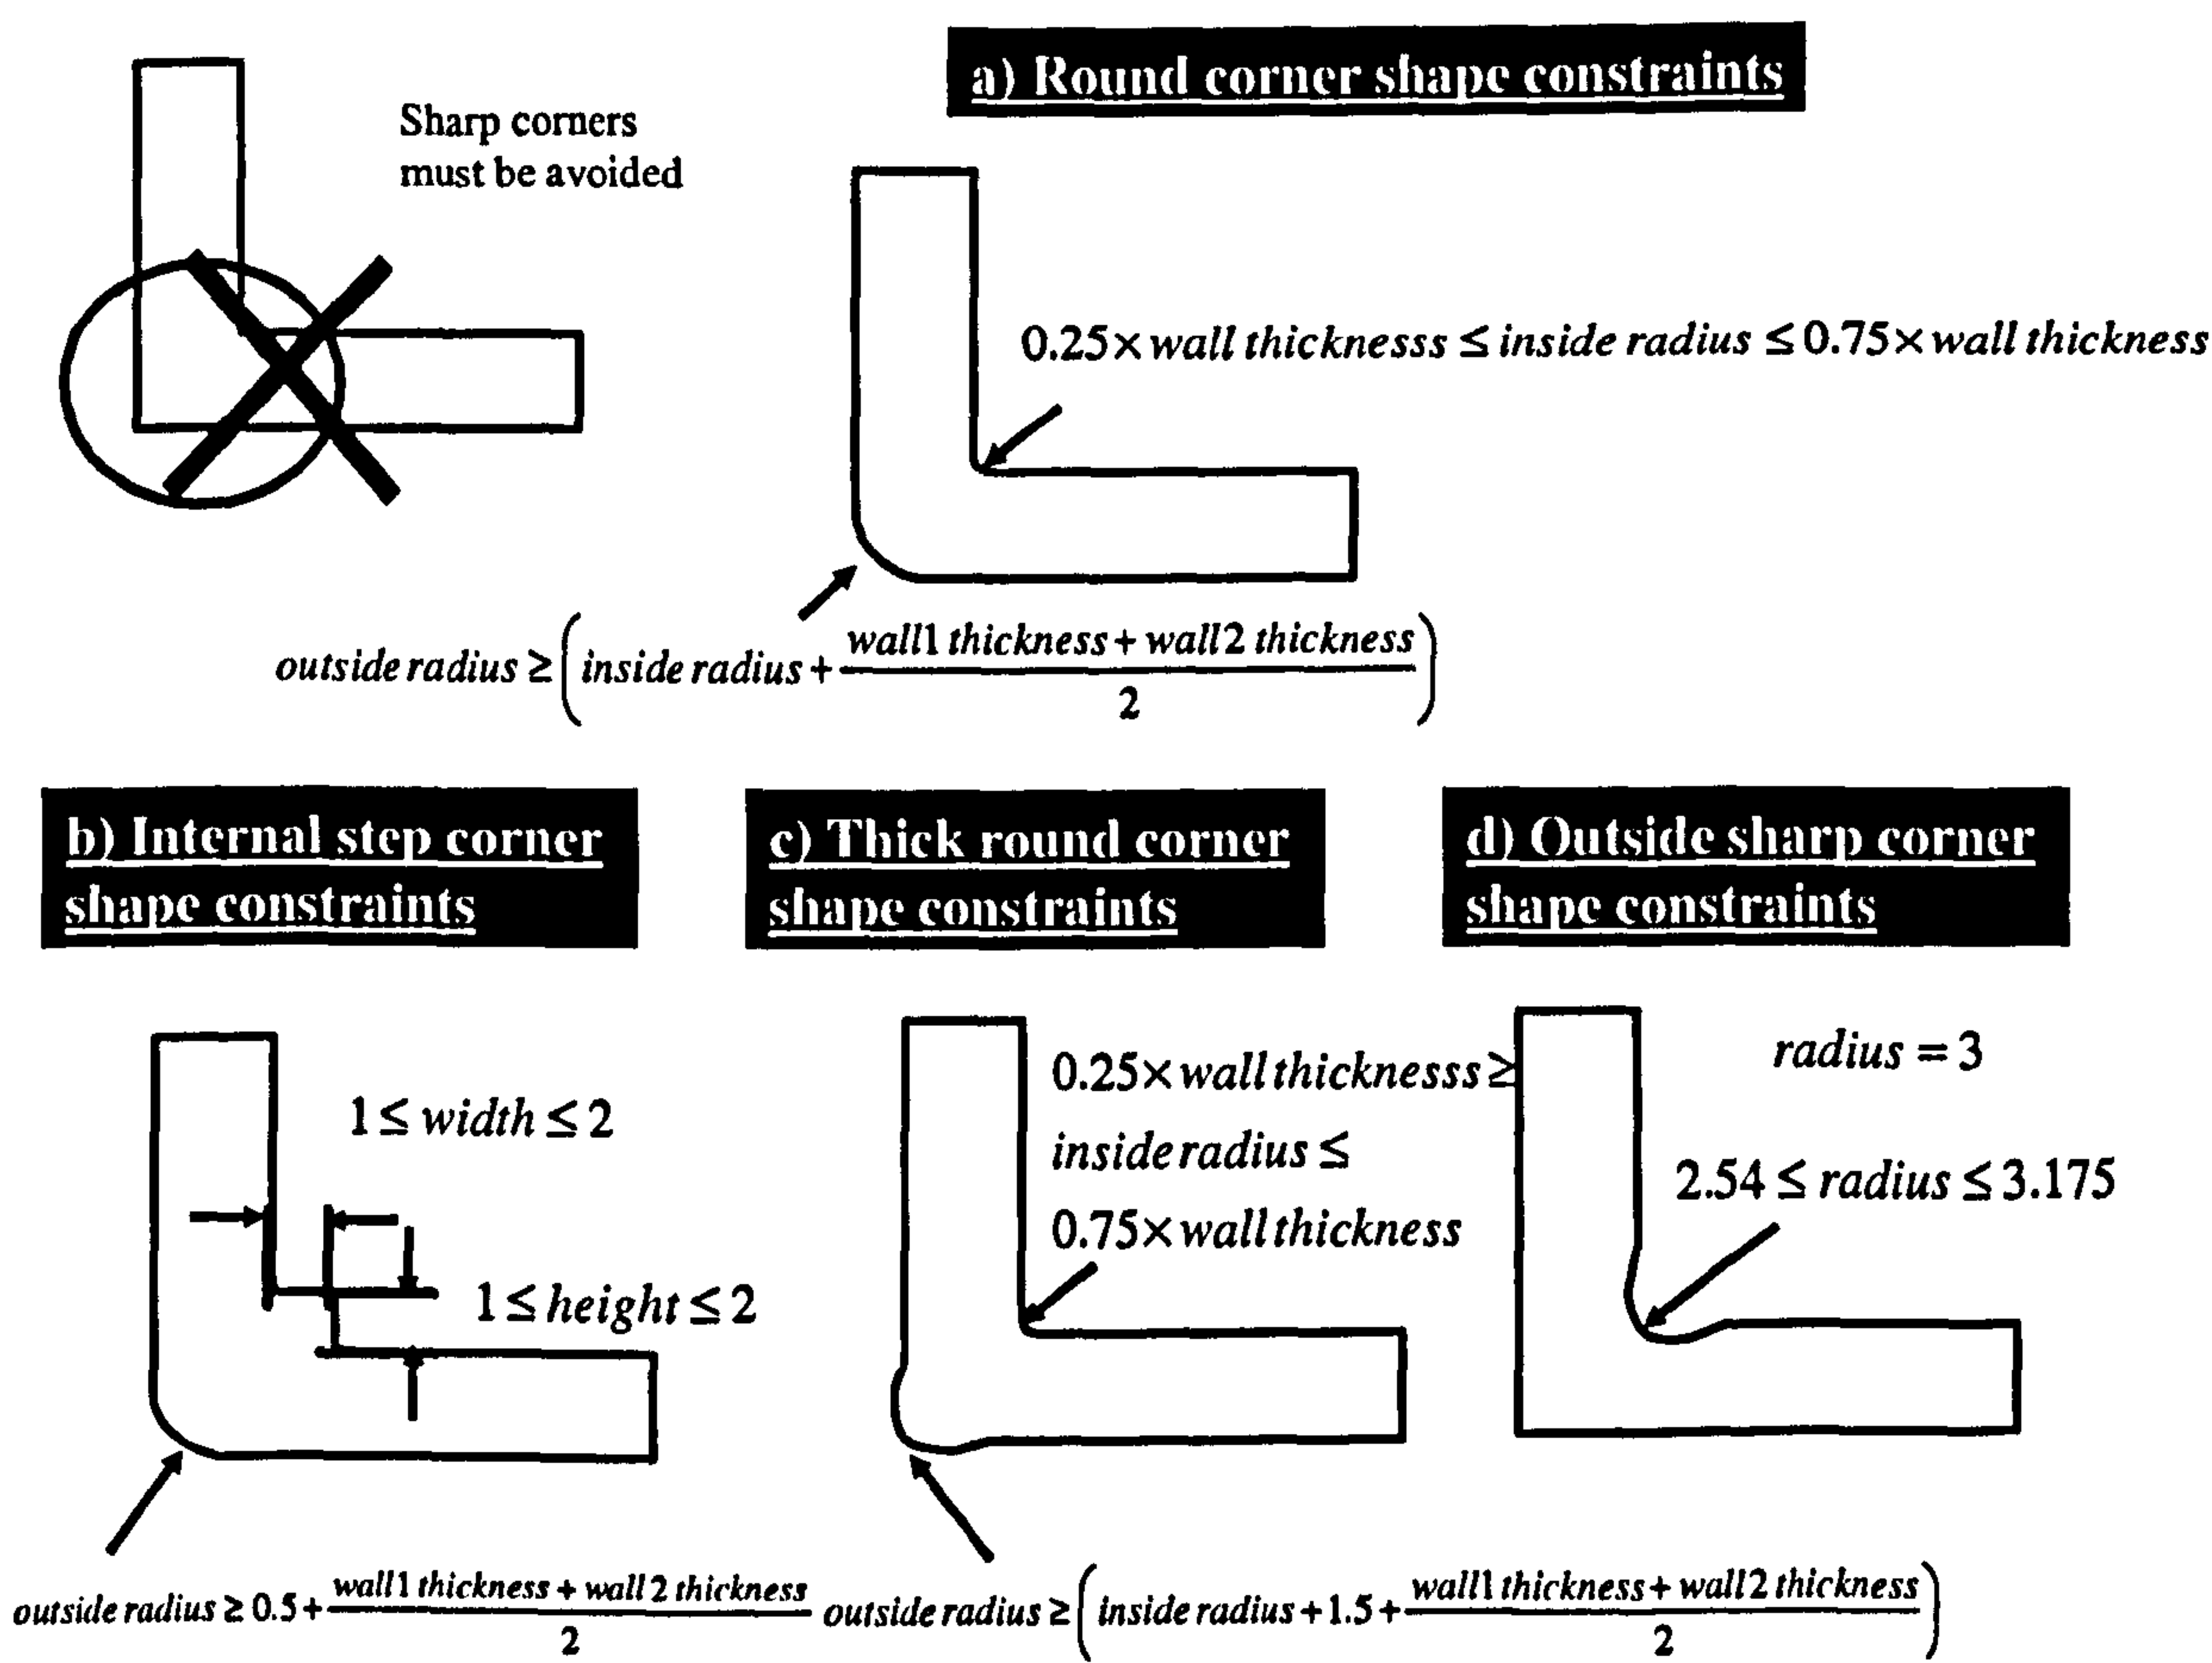 a) Round corner shape constraints
Sharp corners
must be avoided
0.25× wall thicknesss ≤ inside radius ≤ 0.75× wall thickness
outside radius ≥ ( inside radius + (wall1 thickness + wall2 thickness) / 2 )
b) Internal step corner
shape constraints
c) Thick round corner
shape constraints
d) Outside sharp corner
shape constraints
1 ≤ width ≤ 2
1 ≤ height ≤ 2
outside radius ≥ 0.5 + (wall1 thickness + wall 2 thickness) / 2
0.25× wall thicknesss ≥
inside radius ≤
0.75× wall thickness
outside radius ≥ ( inside radius + 1.5 + (wall1 thickness + wall2 thickness) / 2 )
radius = 3
2.54 ≤ radius ≤ 3.175